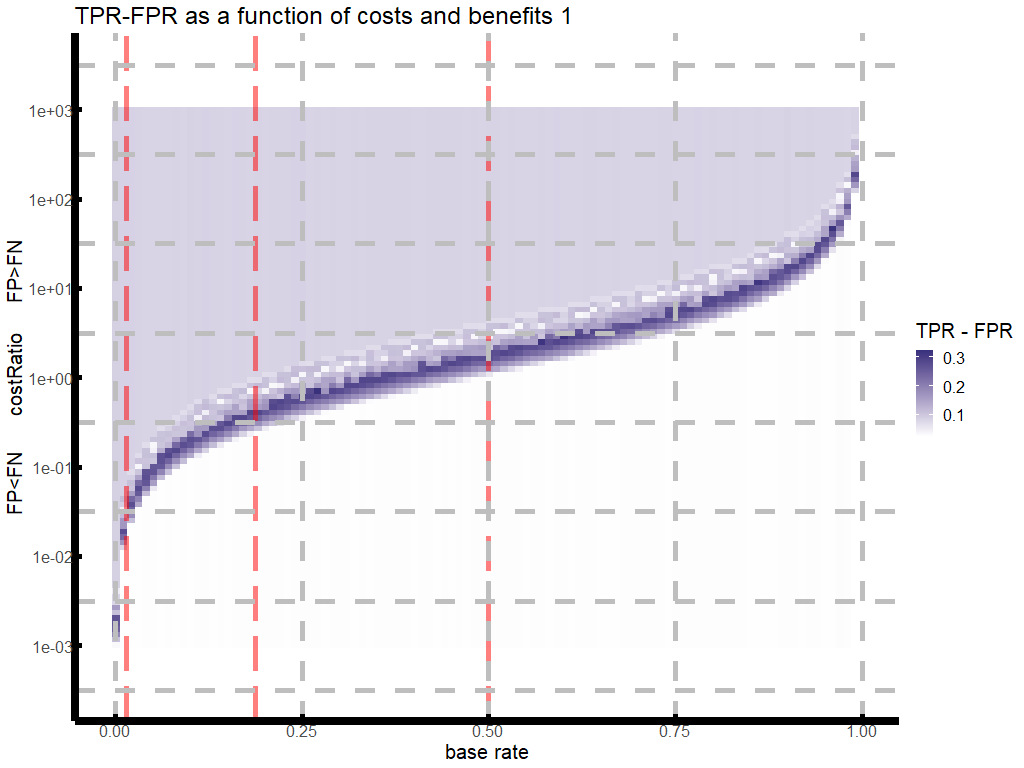 TPR-FPR as a function of costs and benefits 1
1e+03
1e+02
1e+01
1e+00
1e-01
1e-02
1e-03
FP<FN costRatio FP>FN
0.00 0.25 0.50 0.75 1.00
base rate
TPR - FPR
0.3
0.2
0.1